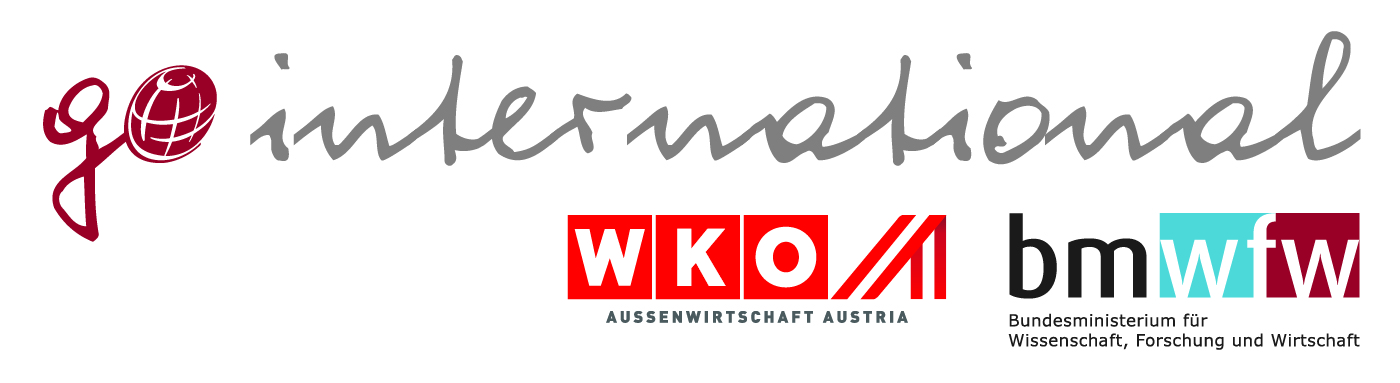 go international
WKO
AUSSENWIRTSCHAFT AUSTRIA
bmwfw
Bundesministerium für
Wissenschaft, Forschung und Wirtschaft